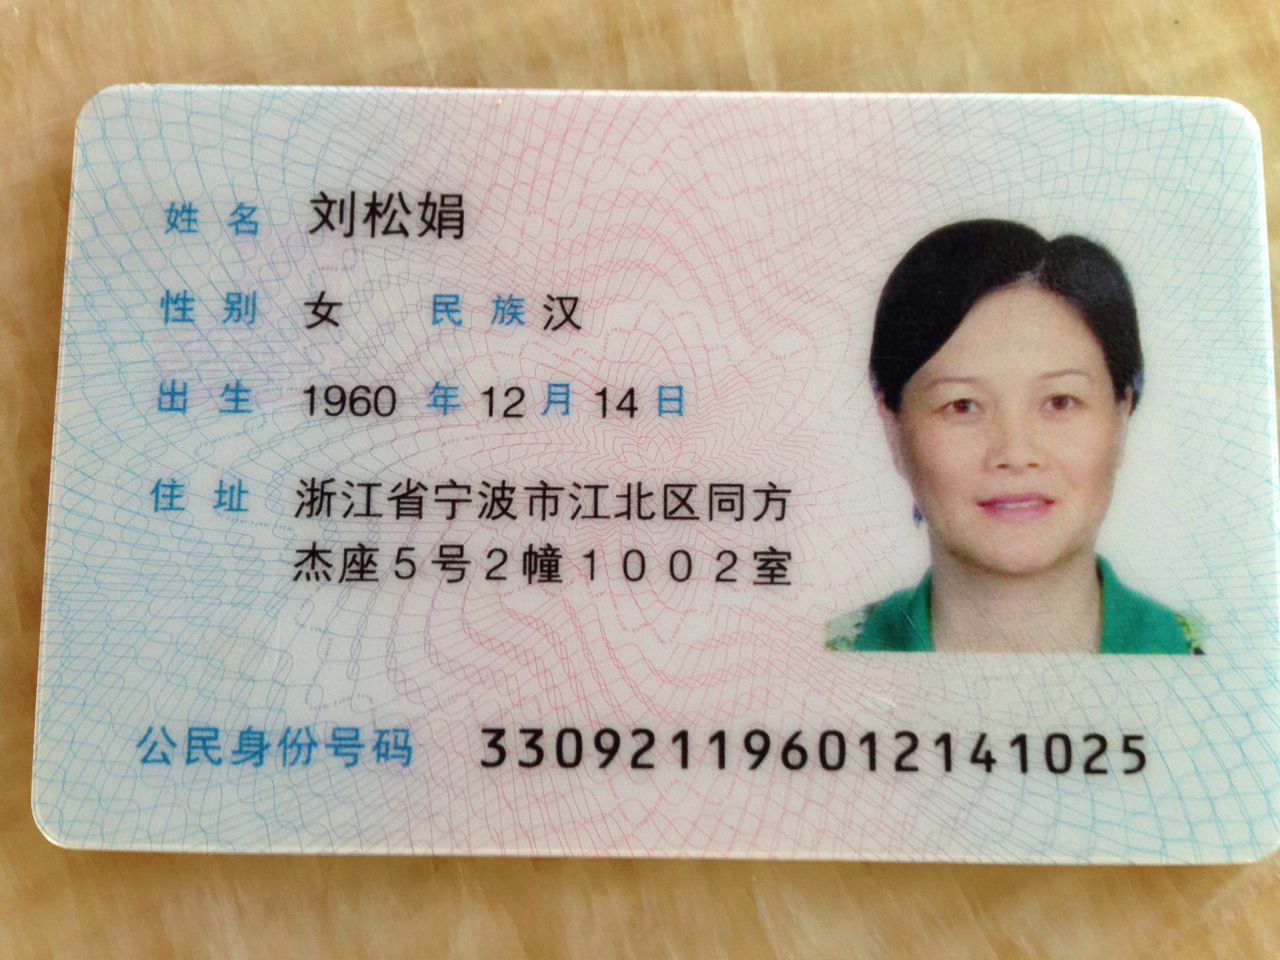 姓名 刘松娟
性别 女 民族 汉
出生 1960 年 12 月 14 日
住址 浙江省宁波市江北区同方
杰座5号2幢1002室
公民身份号码 330921196012141025